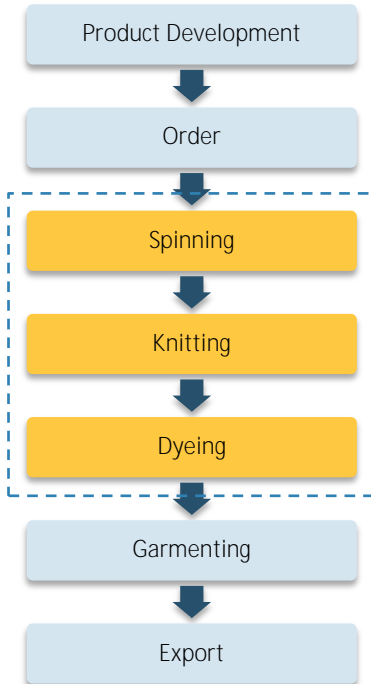 Product Development
Order
Spinning
Knitting
Dyeing
Garmenting
Export